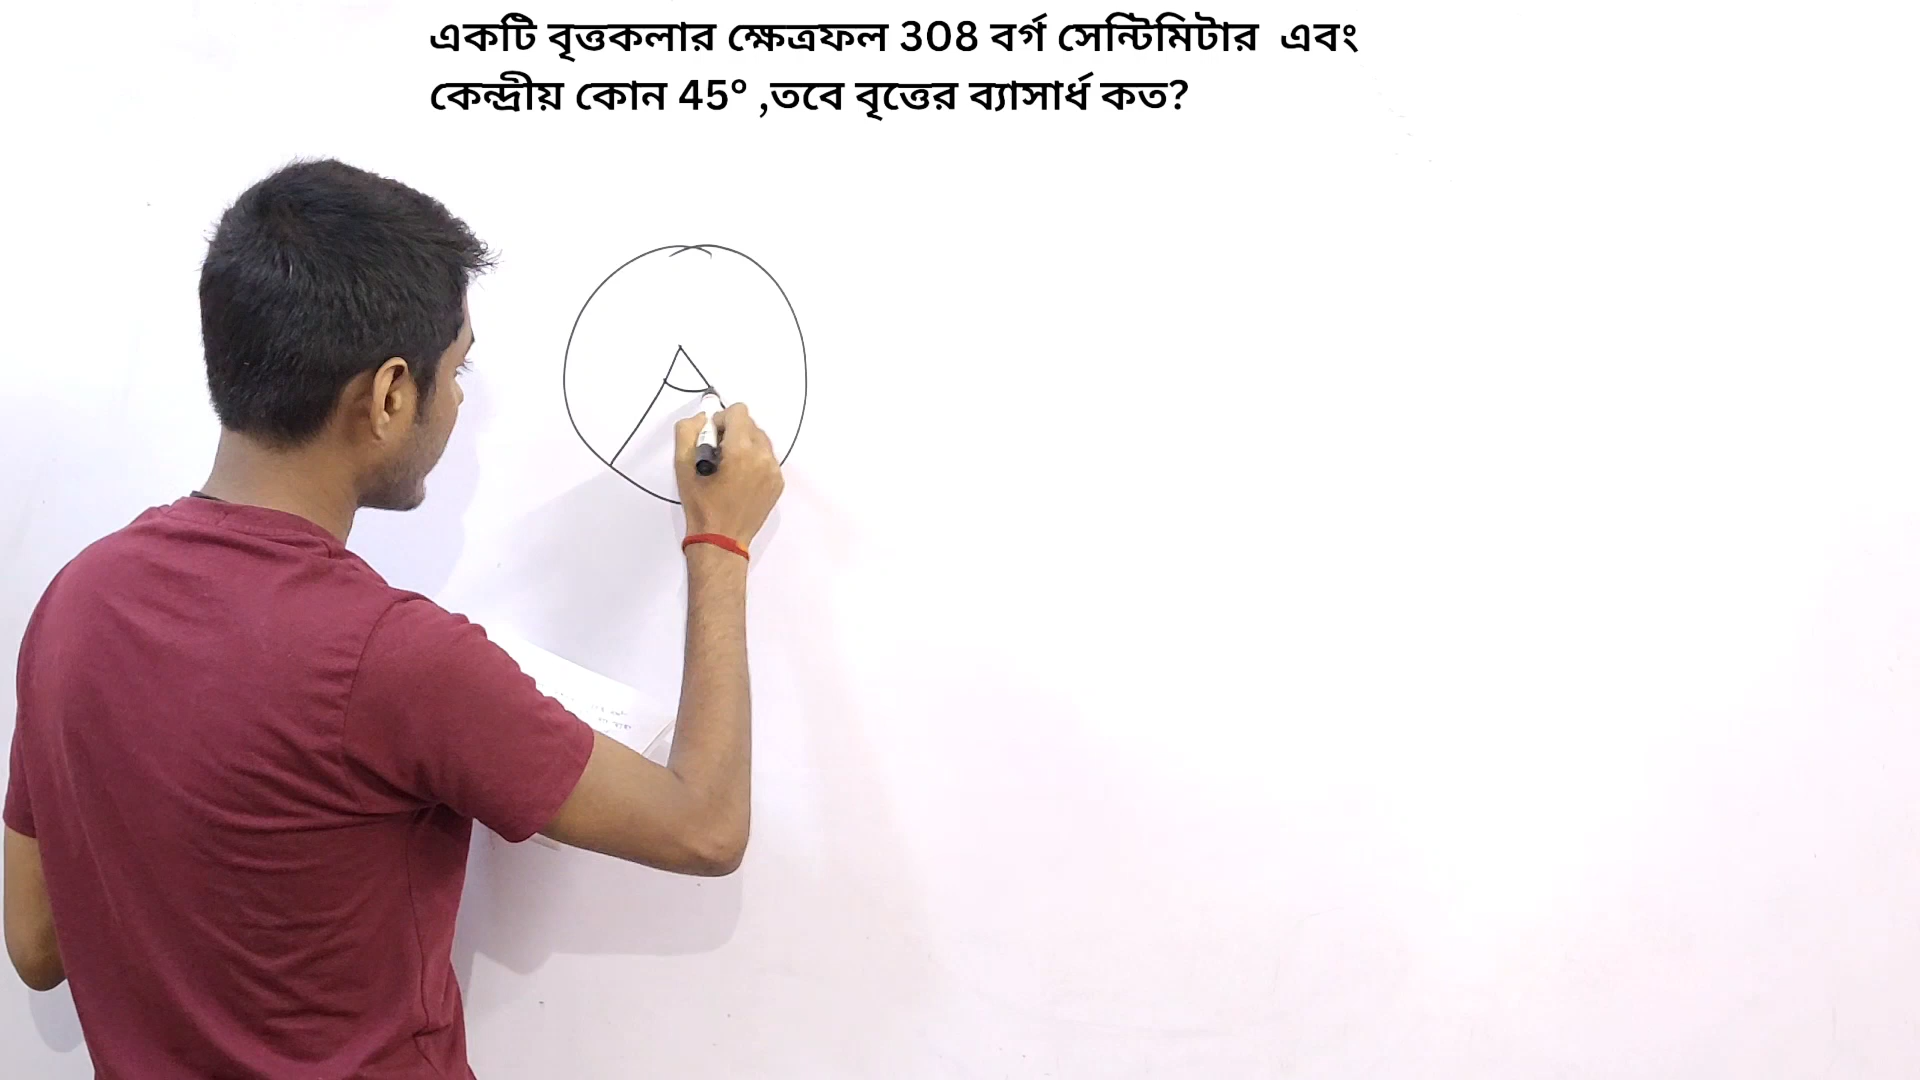 একটি বৃত্তকলার ক্ষেত্রফল 308 বর্গ সেন্টিমিটার এবং
কেন্দ্রীয় কোন 45° ,তবে বৃত্তের ব্যাসার্ধ কত?